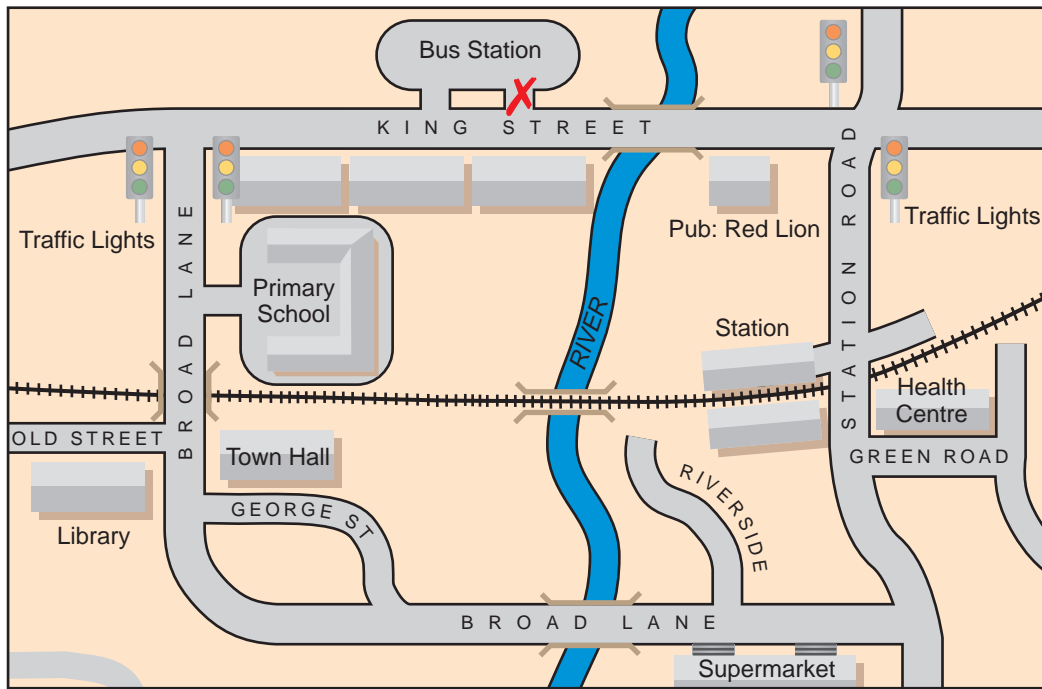 Bus Station
KING STREET
Traffic Lights
BROAD LANE
Primary
School
RIVER
Pub: Red Lion
STATION ROAD
Traffic Lights
Station
Health
Centre
OLD STREET
Town Hall
GREEN ROAD
Library
GEORGE ST
RIVERSIDE
BROAD LANE
Supermarket